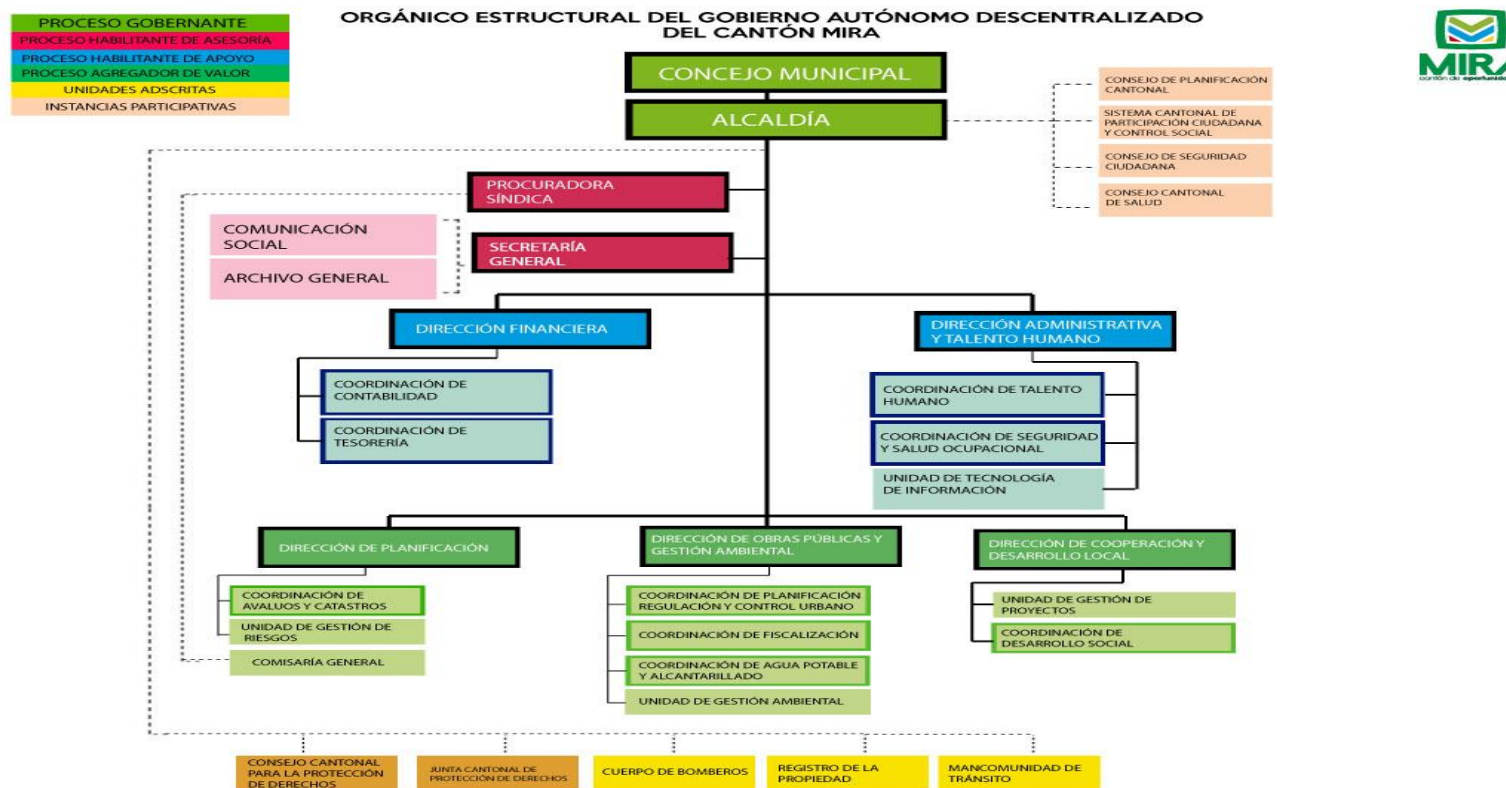 PROCESO GOBERNANTE
PROCESO HABILITANTE DE ASESORÍA
PROCESO HABILITANTE DE APOYO
PROCESO AGREGADOR DE VALOR
UNIDADES ADSCRITAS
INSTANCIAS PARTICIPATIVAS
ORGÁNICO ESTRUCTURAL DEL GOBIERNO AUTÓNOMO DESCENTRALIZADO
DEL CANTÓN MIRA
MIRA
cantón de oportunid
CONCEJO MUNICIPAL
ALCALDÍA
CONSEJO DE PLANIFICACIÓN
CANTONAL
SISTEMA CANTONAL DE
PARTICIPACIÓN CIUDADANA
Y CONTROL SOCIAL
CONSEJO DE SEGURIDAD
CIUDADANA
CONSEJO CANTONAL
DE SALUD
PROCURADORA
SÍNDICA
COMUNICACIÓN
SOCIAL
ARCHIVO GENERAL
SECRETARÍA
GENERAL
DIRECCIÓN FINANCIERA
DIRECCIÓN ADMINISTRATIVA
Y TALENTO HUMANO
COORDINACIÓN DE
CONTABILIDAD
COORDINACIÓN DE
TESORERÍA
COORDINACIÓN DE TALENTO
HUMANO
COORDINACIÓN DE SEGURIDAD
Y SALUD OCUPACIONAL
UNIDAD DE TECNOLOGÍA
DE INFORMACIÓN
DIRECCIÓN DE PLANIFICACIÓN
DIRECCIÓN DE OBRAS PÚBLICAS Y
GESTIÓN AMBIENTAL
DIRECCIÓN DE COOPERACIÓN Y
DESARROLLO LOCAL
COORDINACIÓN DE
AVALUOS Y CATASTROS
UNIDAD DE GESTIÓN DE
RIESGOS
COMISARÍA GENERAL
COORDINACIÓN DE PLANIFICACIÓN
REGULACIÓN Y CONTROL URBANO
COORDINACIÓN DE FISCALIZACIÓN
COORDINACIÓN DE AGUA POTABLE
Y ALCANTARILLADO
UNIDAD DE GESTIÓN AMBIENTAL
UNIDAD DE GESTIÓN DE
PROYECTOS
COORDINACIÓN DE
DESARROLLO SOCIAL
CONSEJO CANTONAL
PARA LA PROTECCIÓN
DE DERECHOS
JUNTA CANTONAL DE
PROTECCIÓN DE DERECHOS
CUERPO DE BOMBEROS
REGISTRO DE LA
PROPIEDAD
MANCOMUNIDAD DE
TRÁNSITO